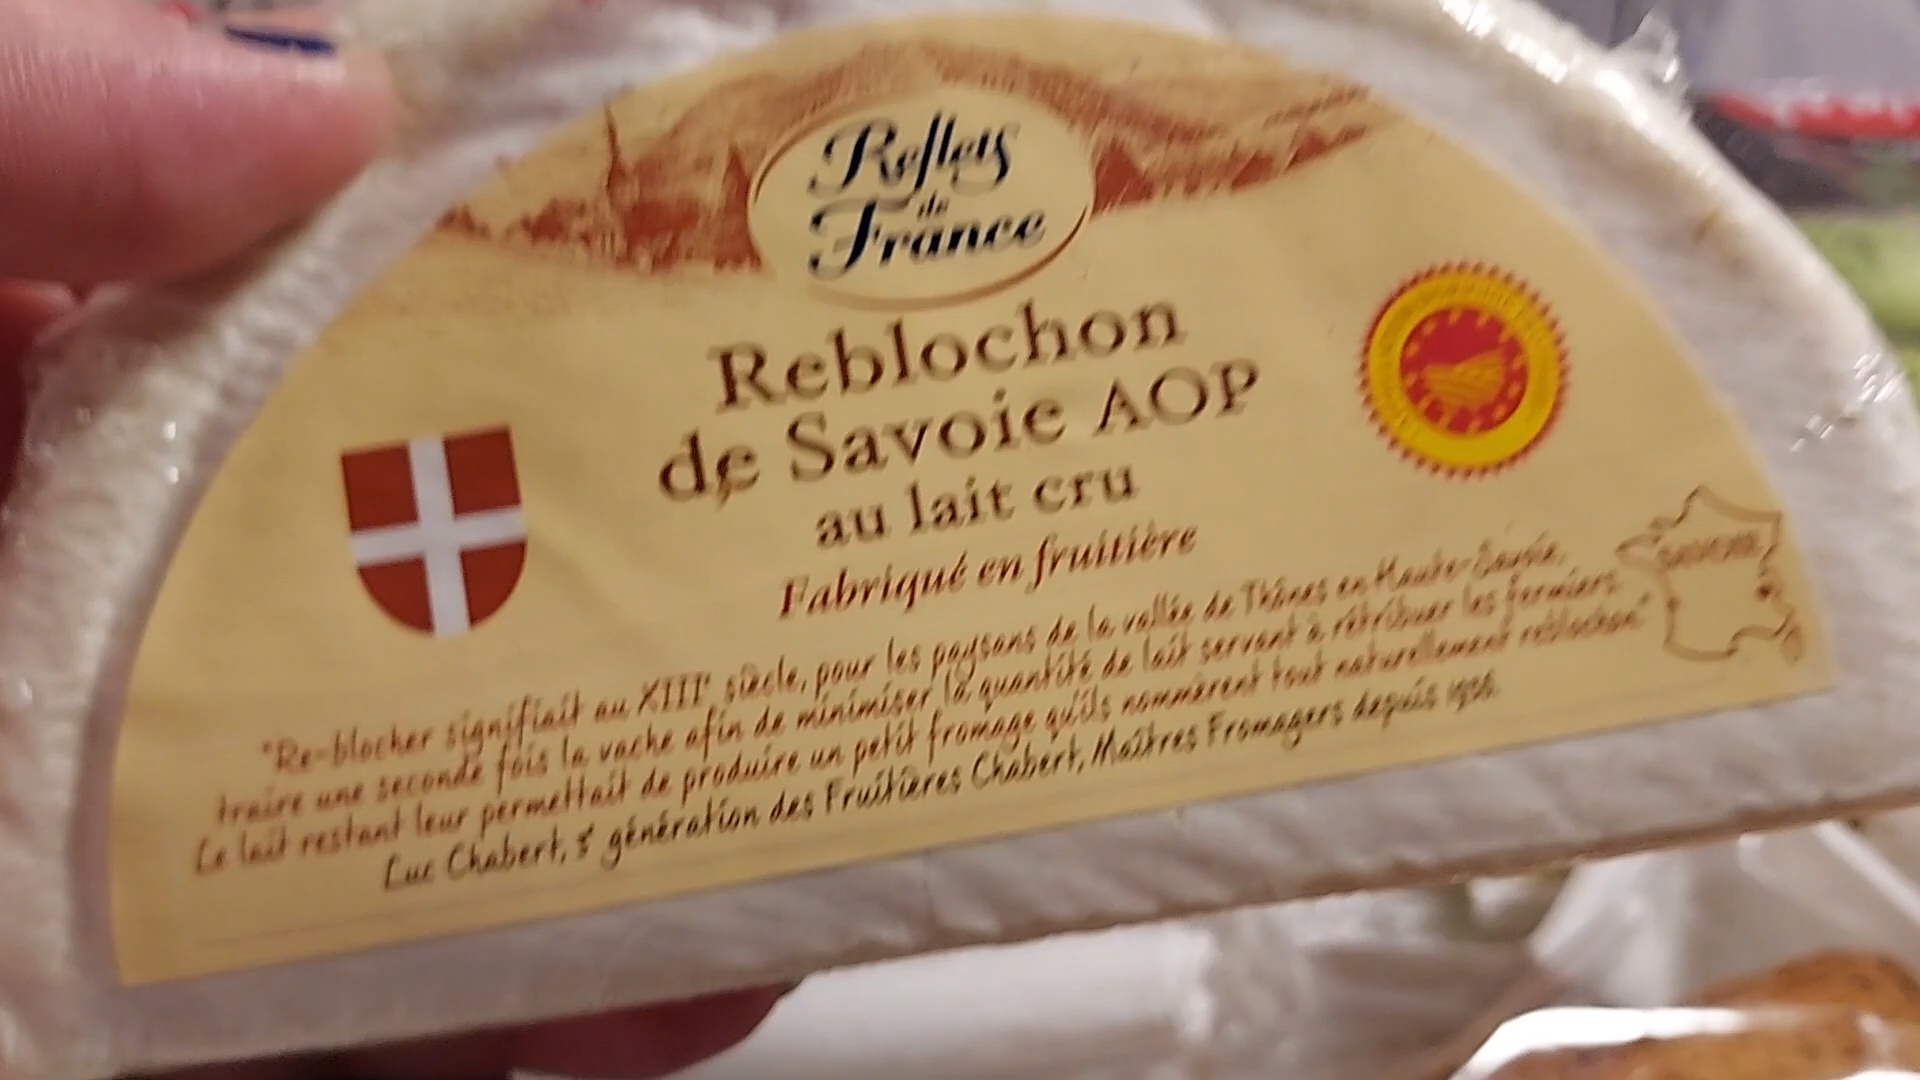 Reflets
de
France
Reblochon
de Savoie AOP
au lait cru
Fabriqué en fruitière
"Re-blocher signifiait au XIIIᵉ siècle, pour les paysans de la vallée de Thônes en Haute-Savoie,
traire une seconde fois la vache afin de minimiser la quantité de lait servant à rétribuer les fermiers.
Le lait restant leur permettait de produire un petit fromage qu'ils nommèrent tout naturellement reblochon"
Luc Chabert, 3ᵉ génération des Fruitières Chabert, Maîtres Fromagers depuis